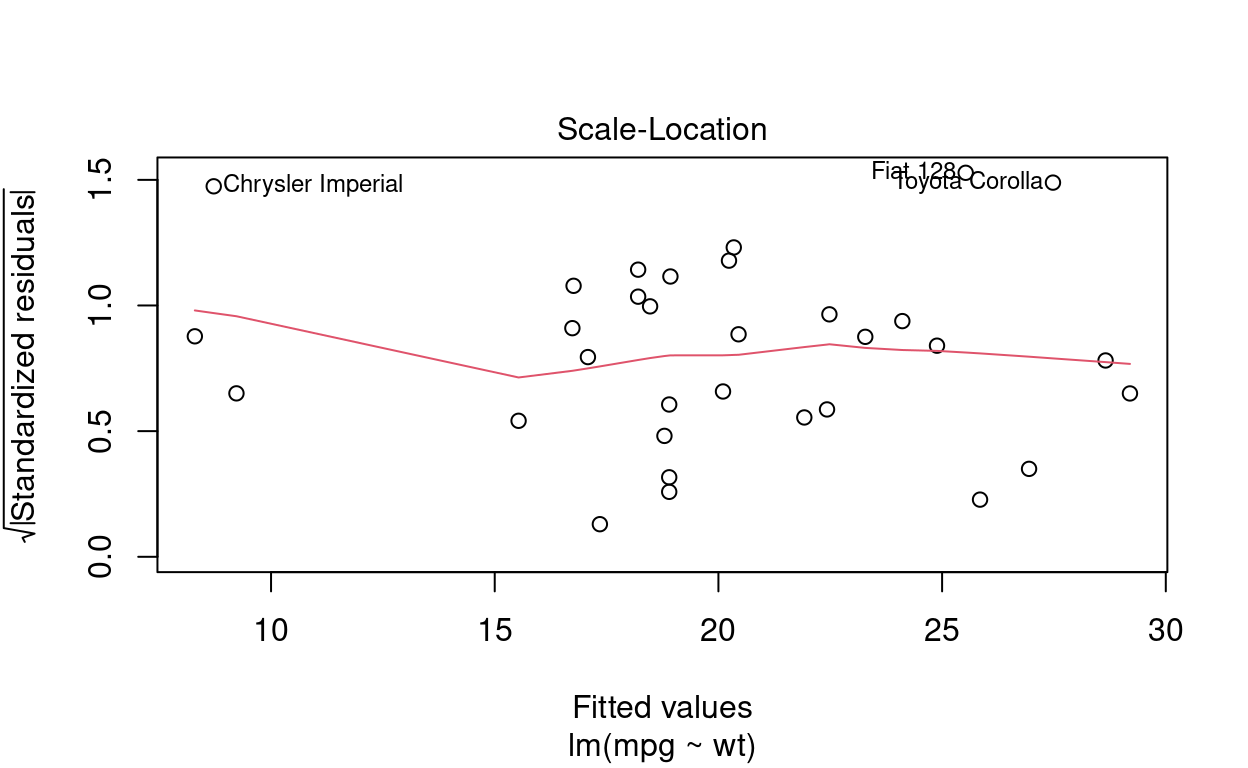 Scale-Location
√|Standardized residuals|
1.5
1.0
0.5
0.0
Chrysler Imperial
Fiat 128
Toyota Corolla
10 15 20 25 30
Fitted values
lm(mpg ~ wt)